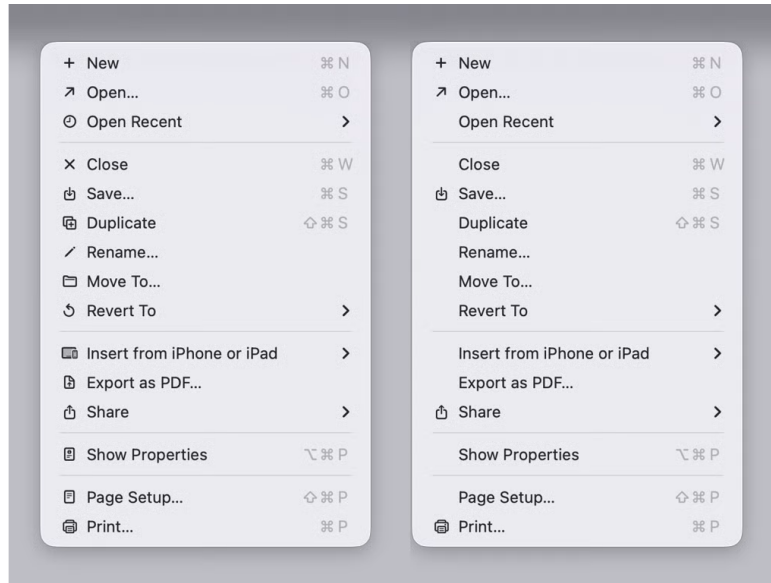 New ⌘ N
Open... ⌘ O
Open Recent
Close ⌘ W
Save... ⌘ S
Duplicate ⇧ ⌘ S
Rename...
Move To...
Revert To
Insert from iPhone or iPad
Export as PDF...
Share
Show Properties ⌥ ⌘ P
Page Setup... ⇧ ⌘ P
Print... ⌘ P
New ⌘ N
Open... ⌘ O
Open Recent
Close ⌘ W
Save... ⌘ S
Duplicate ⇧ ⌘ S
Rename...
Move To...
Revert To
Insert from iPhone or iPad
Export as PDF...
Share
Show Properties ⌥ ⌘ P
Page Setup... ⇧ ⌘ P
Print... ⌘ P